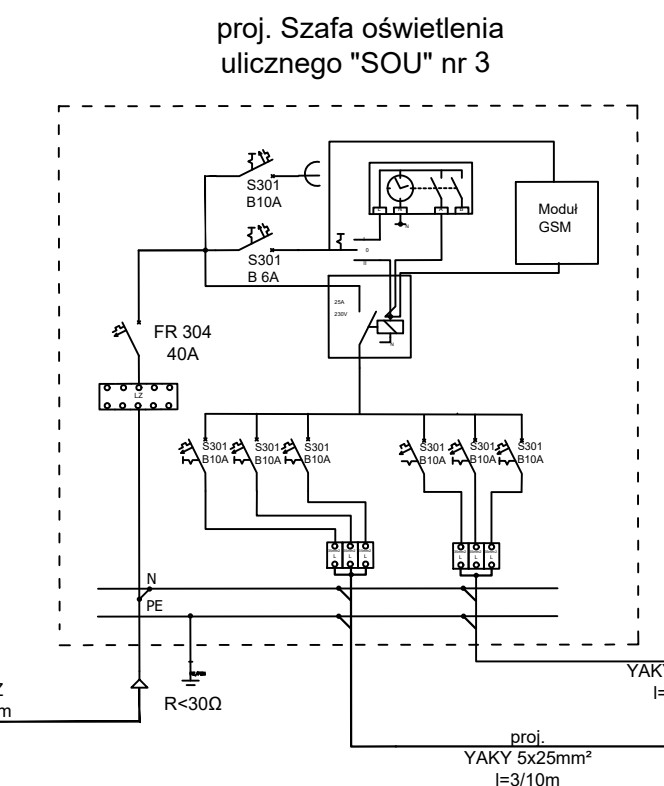 proj. Szafa oświetlenia
ulicznego "SOU" nr 3
S301
B10A
Moduł
GSM
N
S301
B 6A
I
0
II
25A
230V
N
FR 304
40A
LZ
S301
B10A
S301
B10A
S301
B10A
S301
B10A
S301
B10A
S301
B10A
L
L
L
L
L
L
N
PE
R<30Ω
Z
m
YAKY
l=
proj.
YAKY 5x25mm²
l=3/10m